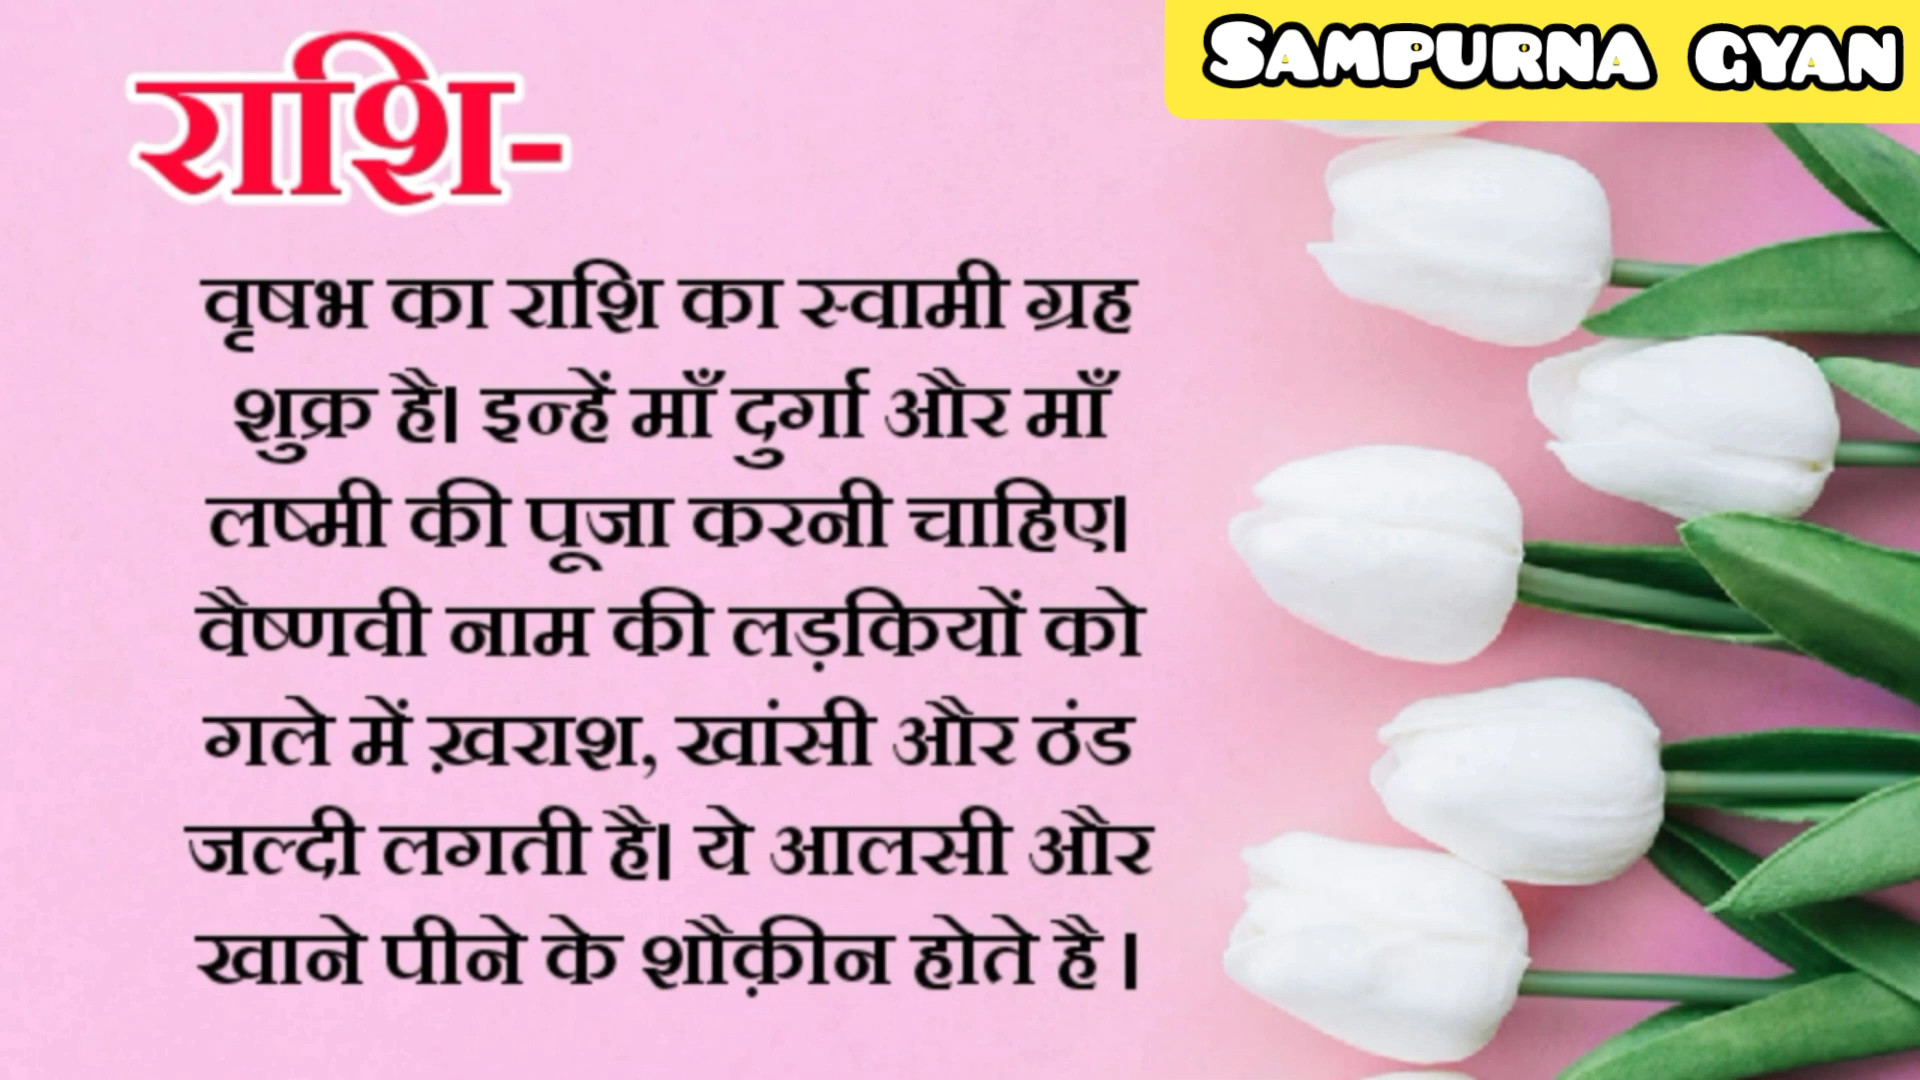 SAMPURNA GYAN
राशि-
वृषभ का राशि का स्वामी ग्रह
शुक्र है। इन्हें माँ दुर्गा और माँ
लष्मी की पूजा करनी चाहिए।
वैष्णवी नाम की लड़कियों को
गले में ख़राश, खांसी और ठंड
जल्दी लगती है। ये आलसी और
खाने पीने के शौक़ीन होते है ।